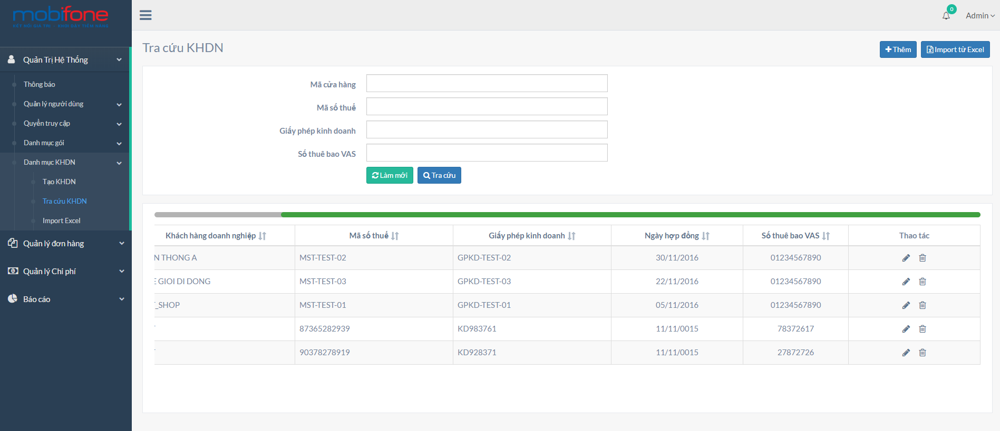 mobifone
KẾT NỐI GIÁ TRỊ - KHƠI DẬY TIỀM NĂNG
0
Admin
Tra cứu KHDN
Thêm
Import từ Excel
Quản Trị Hệ Thống
Thông báo
Quản lý người dùng
Quyền truy cập
Danh mục gói
Danh mục KHDN
Tạo KHDN
Tra cứu KHDN
Import Excel
Quản lý đơn hàng
Quản lý Chi phí
Báo cáo
Mã cửa hàng
Mã số thuế
Giấy phép kinh doanh
Số thuê bao VAS
Làm mới Tra cứu
Khách hàng doanh nghiệp Mã số thuế Giấy phép kinh doanh Ngày hợp đồng Số thuê bao VAS Thao tác
N THONG A MST-TEST-02 GPKD-TEST-02 30/11/2016 01234567890
E GIOI DI DONG MST-TEST-03 GPKD-TEST-03 22/11/2016 01234567890
T_SHOP MST-TEST-01 GPKD-TEST-01 05/11/2016 01234567890
87365282939 KD983761 11/11/0015 78372617
90378278919 KD928371 11/11/0015 27872726